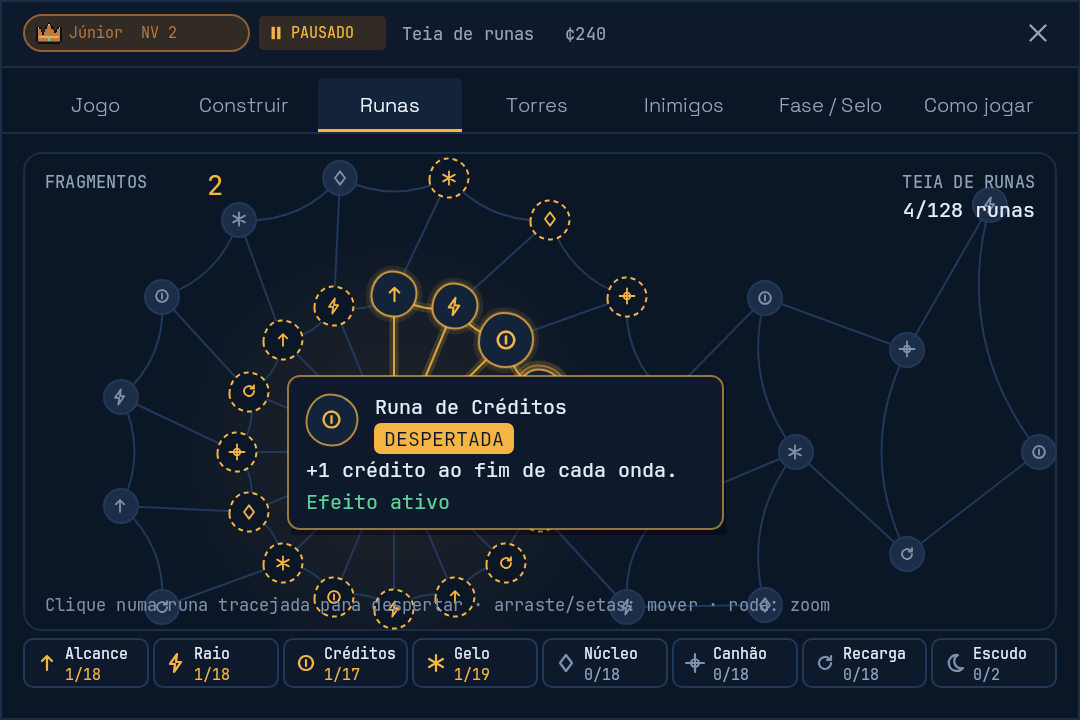 Júnior NV 2
PAUSADO
Teia de runas $240
Jogo
Construir
Runas
Torres
Inimigos
Fase / Selo
Como jogar
FRAGMENTOS 2
TEIA DE RUNAS
4/128 runas
Runa de Créditos
DESPERTADA
+1 crédito ao fim de cada onda.
Efeito ativo
Clique numa runa tracejada para despertar · arraste/setas: mover · roda: zoom
Alcance
1/18
Raio
1/18
Créditos
1/17
Gelo
1/19
Núcleo
0/18
Canhão
0/18
Recarga
0/18
Escudo
0/2